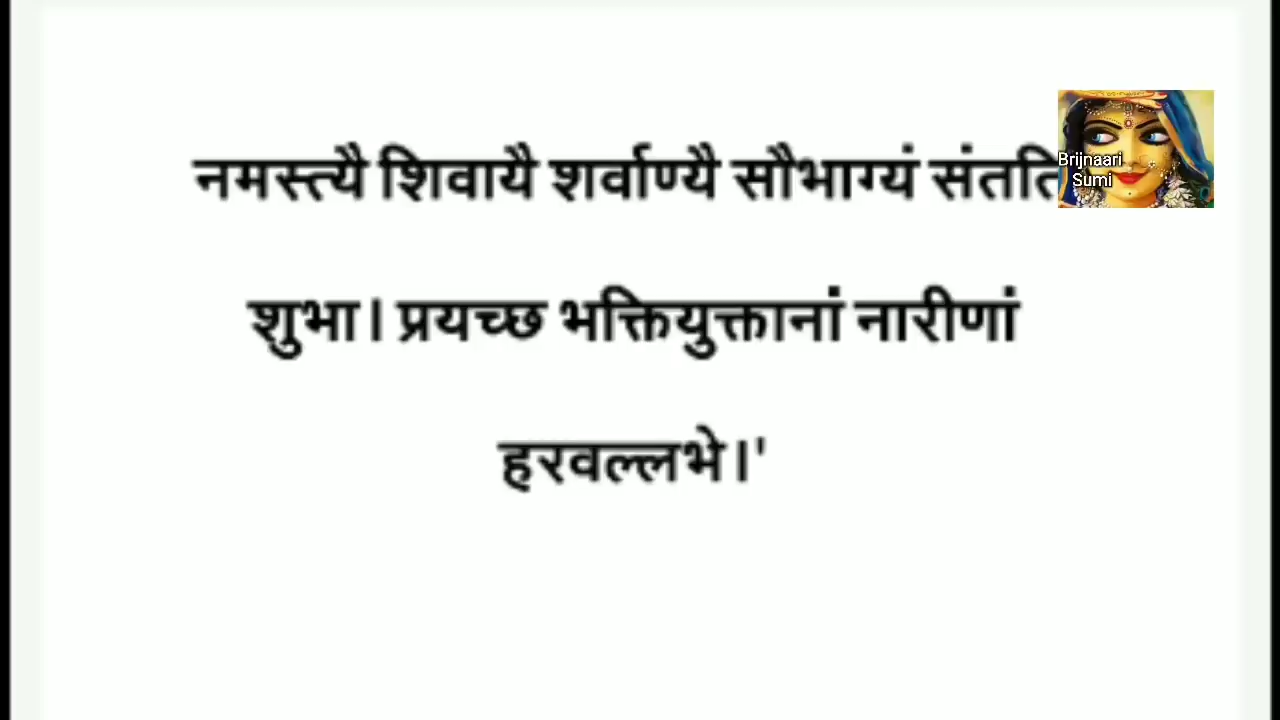 नमस्त्यै शिवायै शर्वाण्यै सौभाग्यं संतति
Brijnaari
Sumi
शुभा। प्रयच्छ भक्तियुक्तानां नारीणां
हरवल्लभे।'